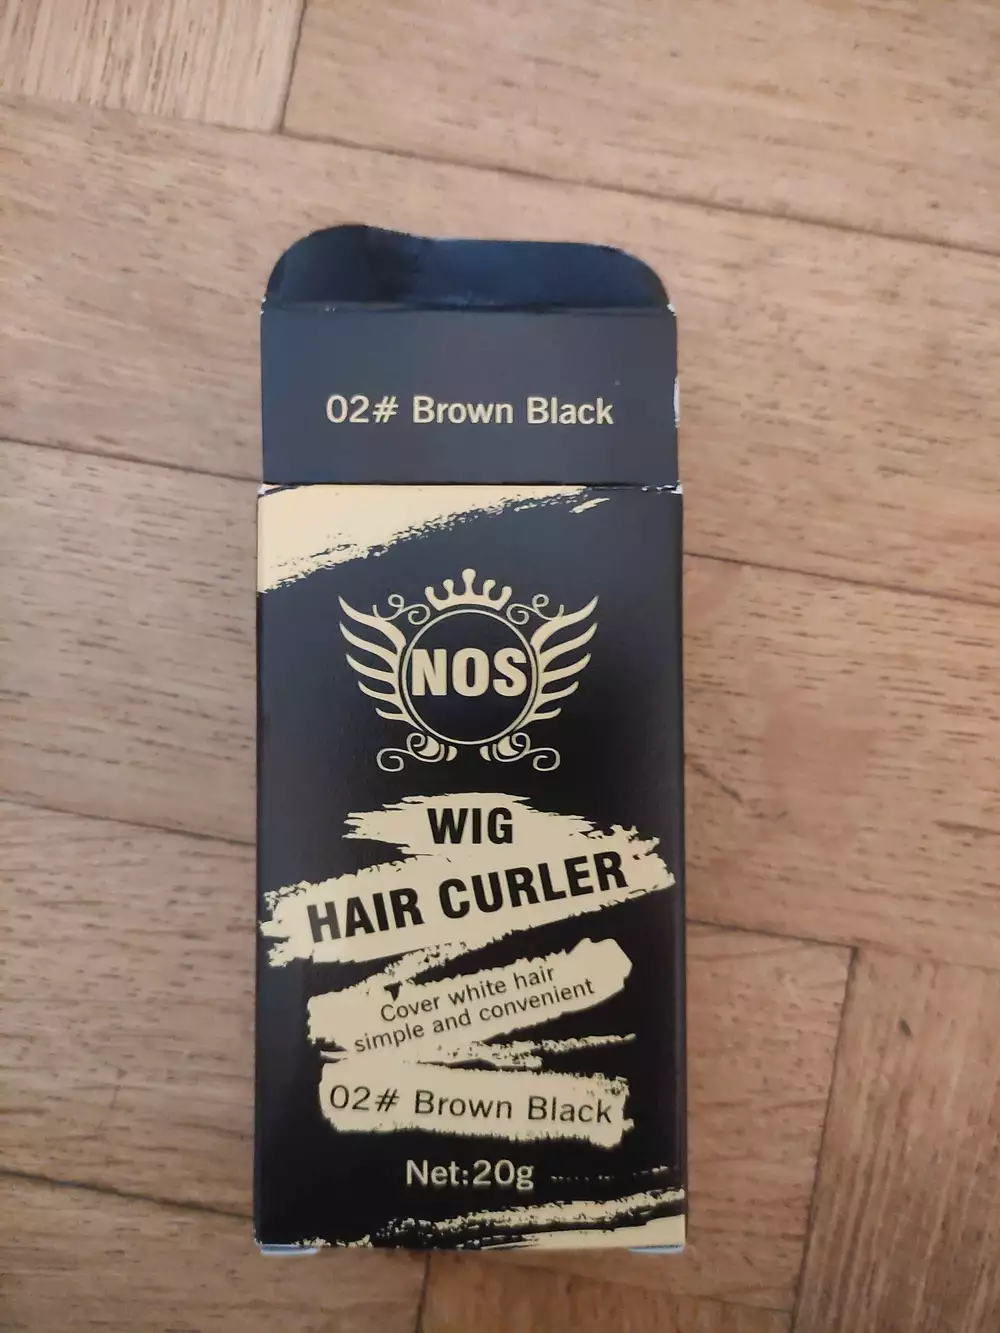 02# Brown Black
NOS
WIG
HAIR CURLER
Cover white hair
simple and convenient
02# Brown Black
Net:20g